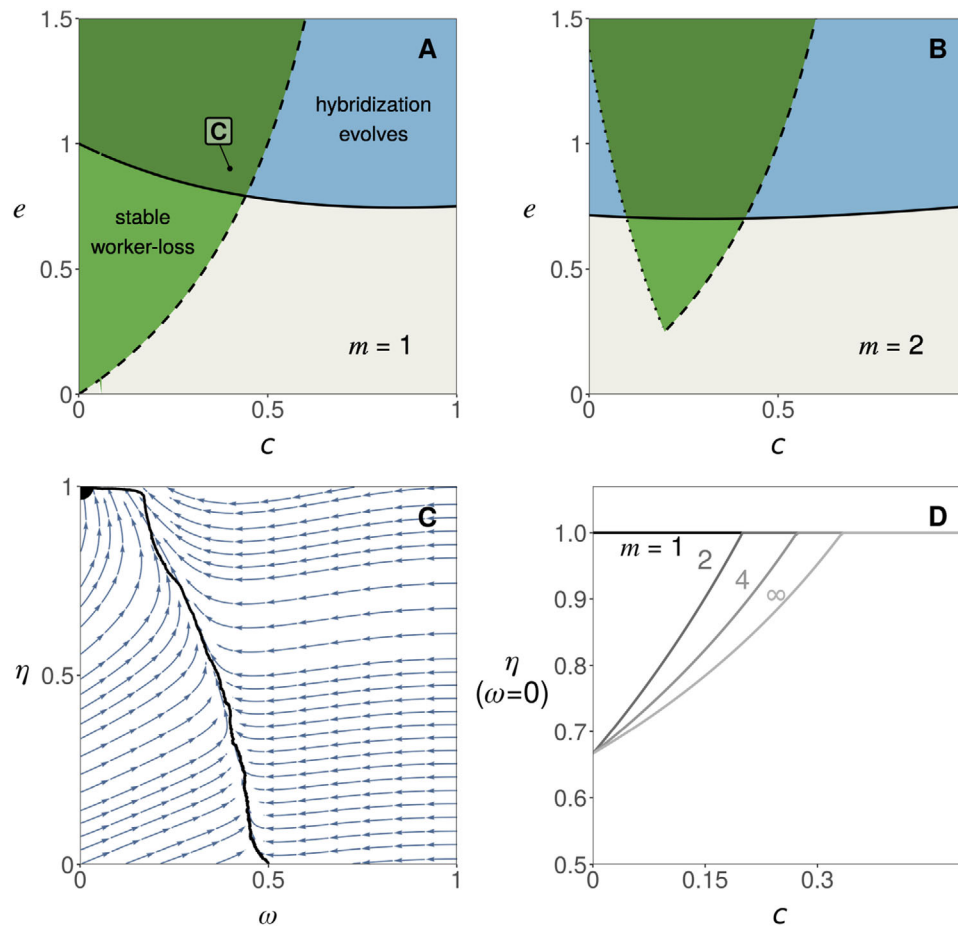 1.5
A
hybridization
evolves
C
1
e
stable
worker-loss
0.5
m = 1
0
0
0.5
1
c
1.5
B
1
e
0.5
m = 2
0
0
0.5
c
1
C
η
0.5
0
0
0.5
1
ω
D
1.0
m = 1
2
4
∞
0.9
0.8
η
(ω=0)
0.7
0.6
0.5
0
0.15
0.3
c